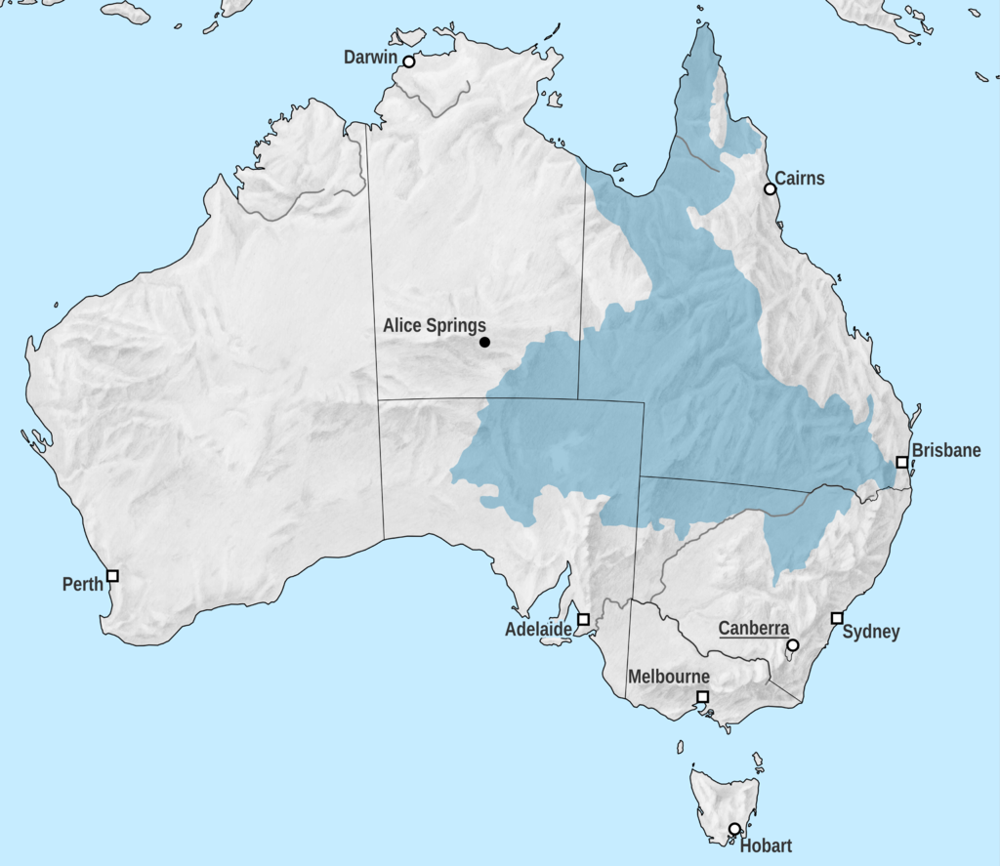 Darwin
Cairns
Alice Springs
Brisbane
Perth
Adelaide
Canberra
Sydney
Melbourne
Hobart